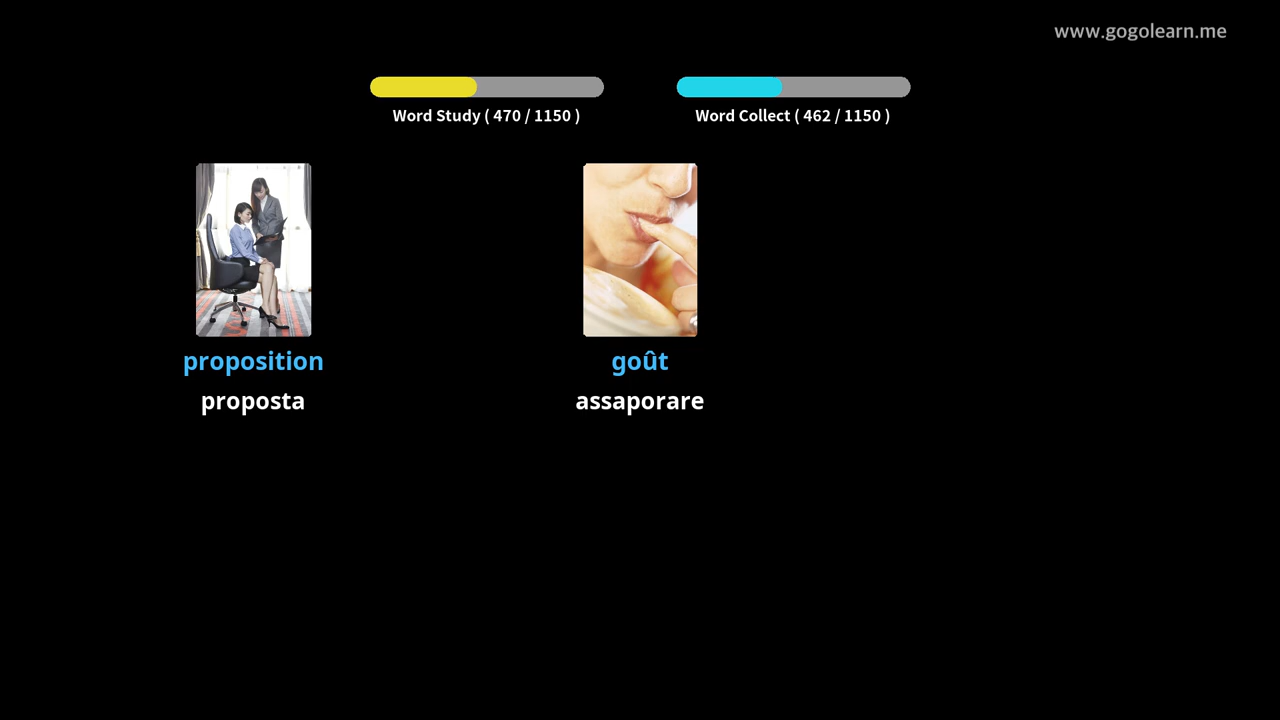 www.gogolearn.me
Word Study ( 470 / 1150 )
Word Collect ( 462 / 1150 )
proposition
proposta
goût
assaporare